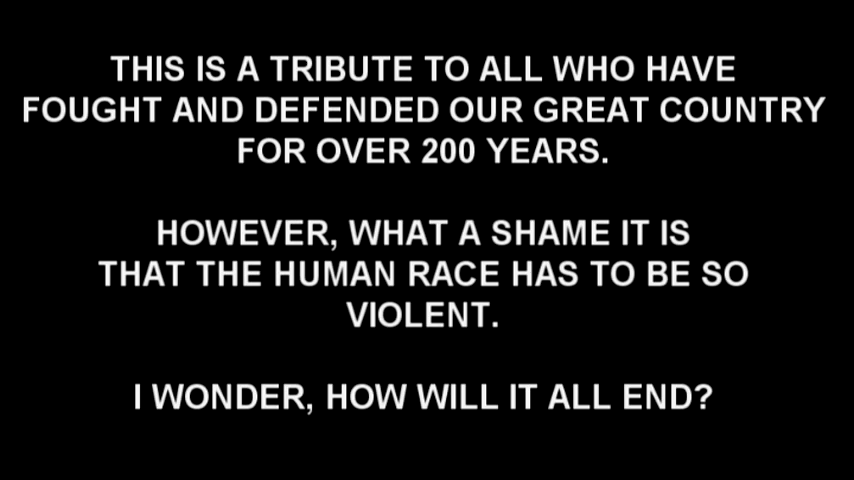 THIS IS A TRIBUTE TO ALL WHO HAVE
FOUGHT AND DEFENDED OUR GREAT COUNTRY
FOR OVER 200 YEARS.
HOWEVER, WHAT A SHAME IT IS
THAT THE HUMAN RACE HAS TO BE SO
VIOLENT.
I WONDER, HOW WILL IT ALL END?